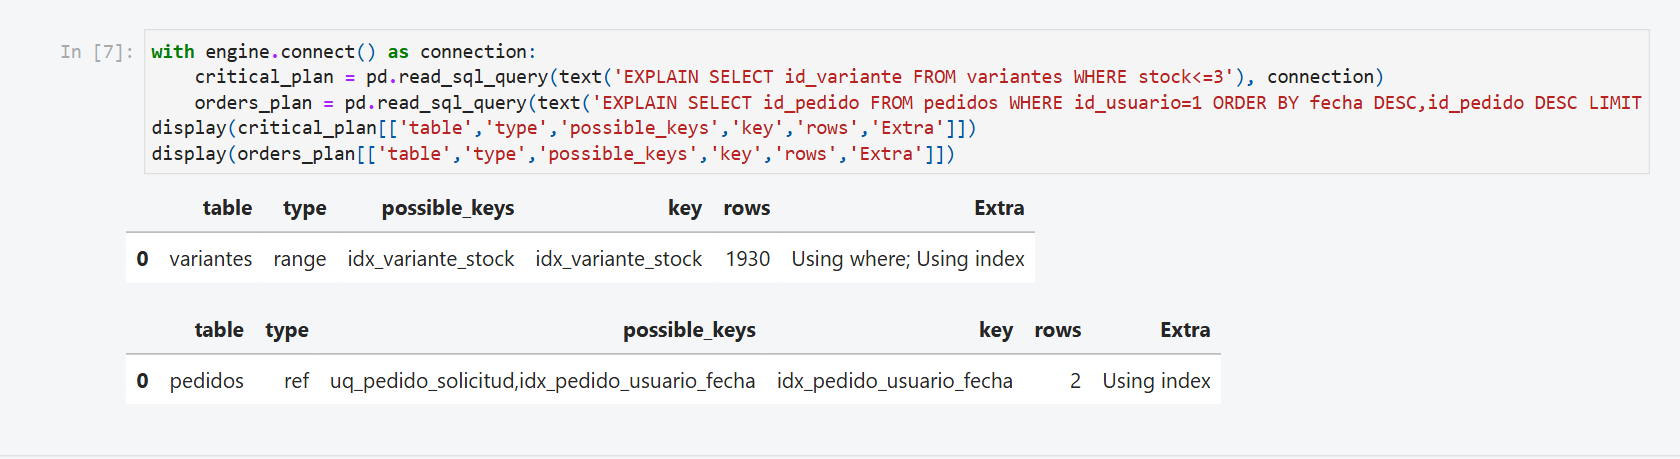 In [7]:
with engine.connect() as connection:
    critical_plan = pd.read_sql_query(text('EXPLAIN SELECT id_variante FROM variantes WHERE stock<=3'), connection)
    orders_plan = pd.read_sql_query(text('EXPLAIN SELECT id_pedido FROM pedidos WHERE id_usuario=1 ORDER BY fecha DESC,id_pedido DESC LIMIT
display(critical_plan[['table','type','possible_keys','key','rows','Extra']])
display(orders_plan[['table','type','possible_keys','key','rows','Extra']])
table type possible_keys key rows Extra
0 variantes range idx_variante_stock idx_variante_stock 1930 Using where; Using index
table type possible_keys key rows Extra
0 pedidos ref uq_pedido_solicitud,idx_pedido_usuario_fecha idx_pedido_usuario_fecha 2 Using index